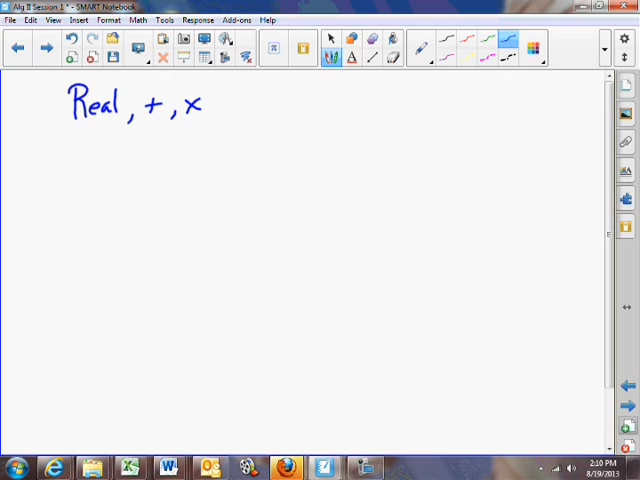 Alg II Session 1 * - SMART Notebook
File Edit View Insert Format Math Tools Response Add-ons Help
Real, +, x
2:10 PM
8/19/2013